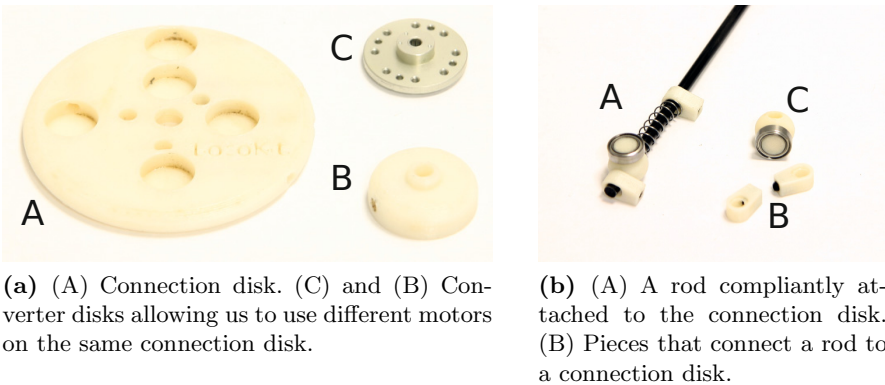 C
B
A
A
C
B
(a) (A) Connection disk. (C) and (B) Con-
verter disks allowing us to use different motors
on the same connection disk.
(b) (A) A rod compliantly at-
tached to the connection disk.
(B) Pieces that connect a rod to
a connection disk.